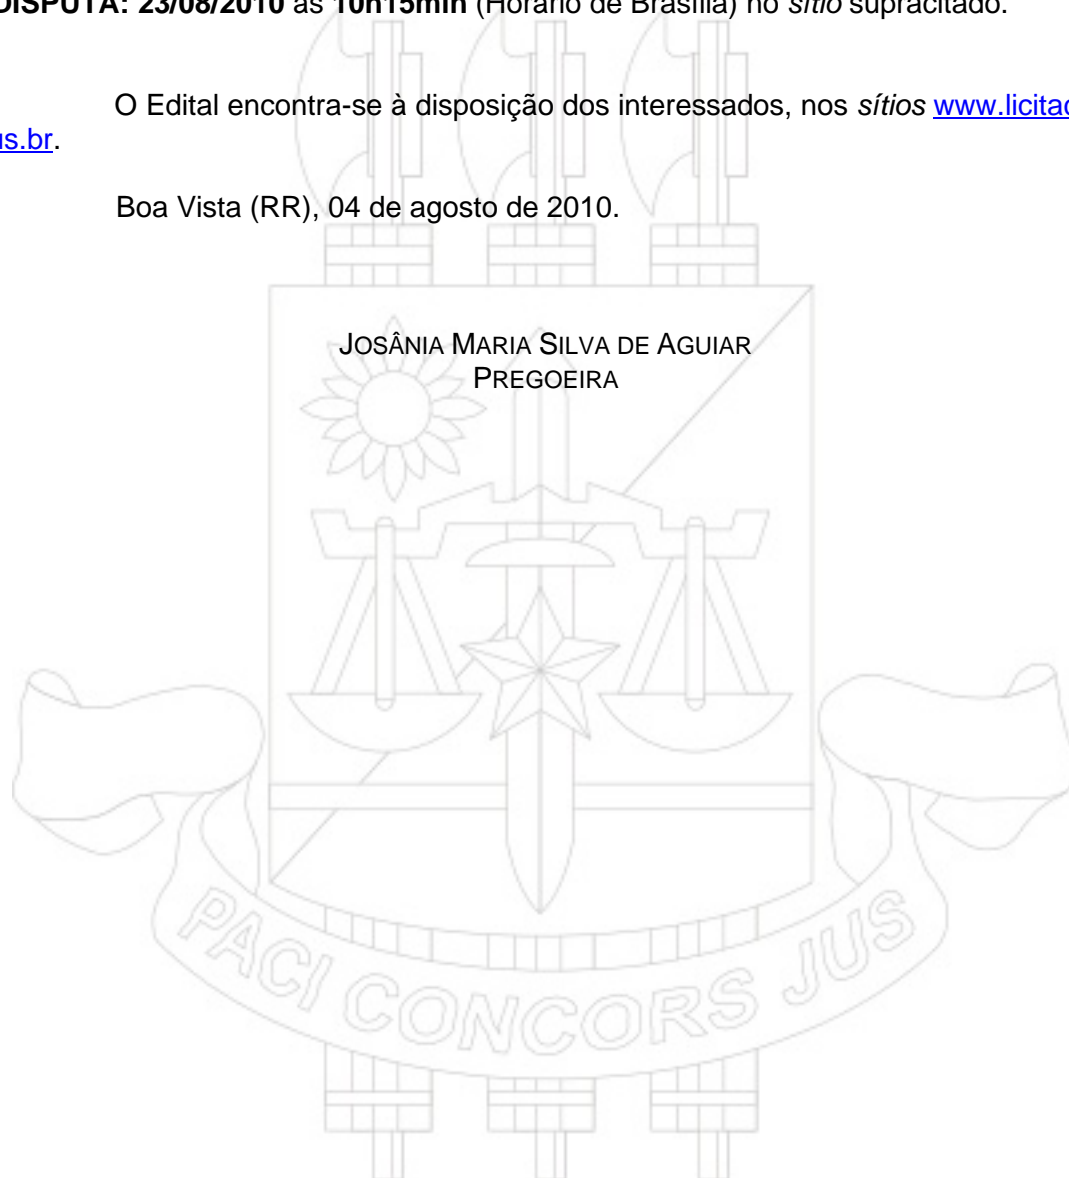 DISPUTA: 23/08/2010 às 10h15min (Horário de Brasília) no sítio supracitado.
O Edital encontra-se à disposição dos interessados, nos sítios www.licitac
us.br.
Boa Vista (RR), 04 de agosto de 2010.
JOSÂNIA MARIA SILVA DE AGUIAR
PREGOEIRA
PACI CONCORS JUS